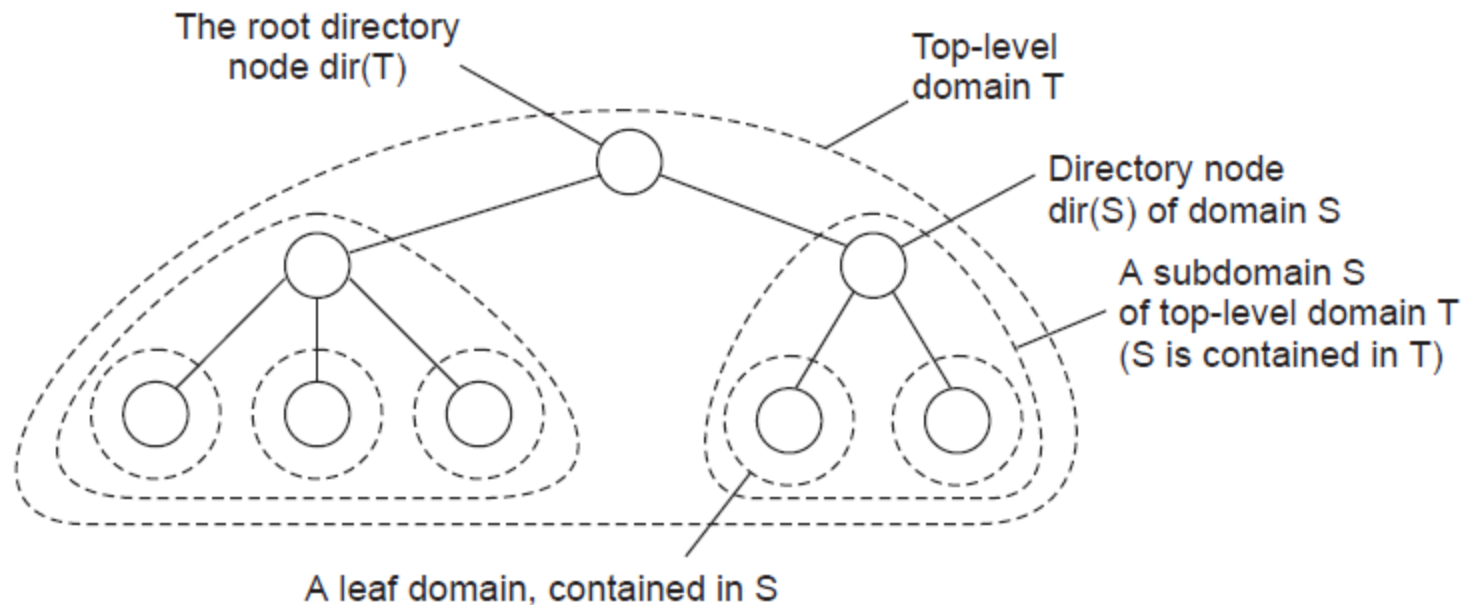 The root directory
node dir(T)
Top-level
domain T
Directory node
dir(S) of domain S
A subdomain S
of top-level domain T
(S is contained in T)
A leaf domain, contained in S